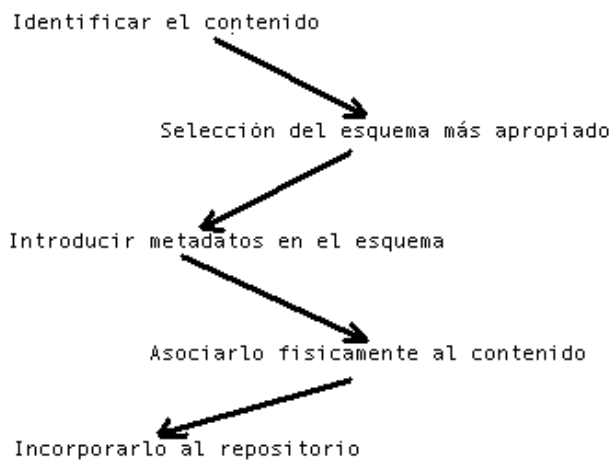 Identificar el contenido
Selección del esquema más apropiado
Introducir metadatos en el esquema
Asociarlo fisicamente al contenido
Incorporarlo al repositorio